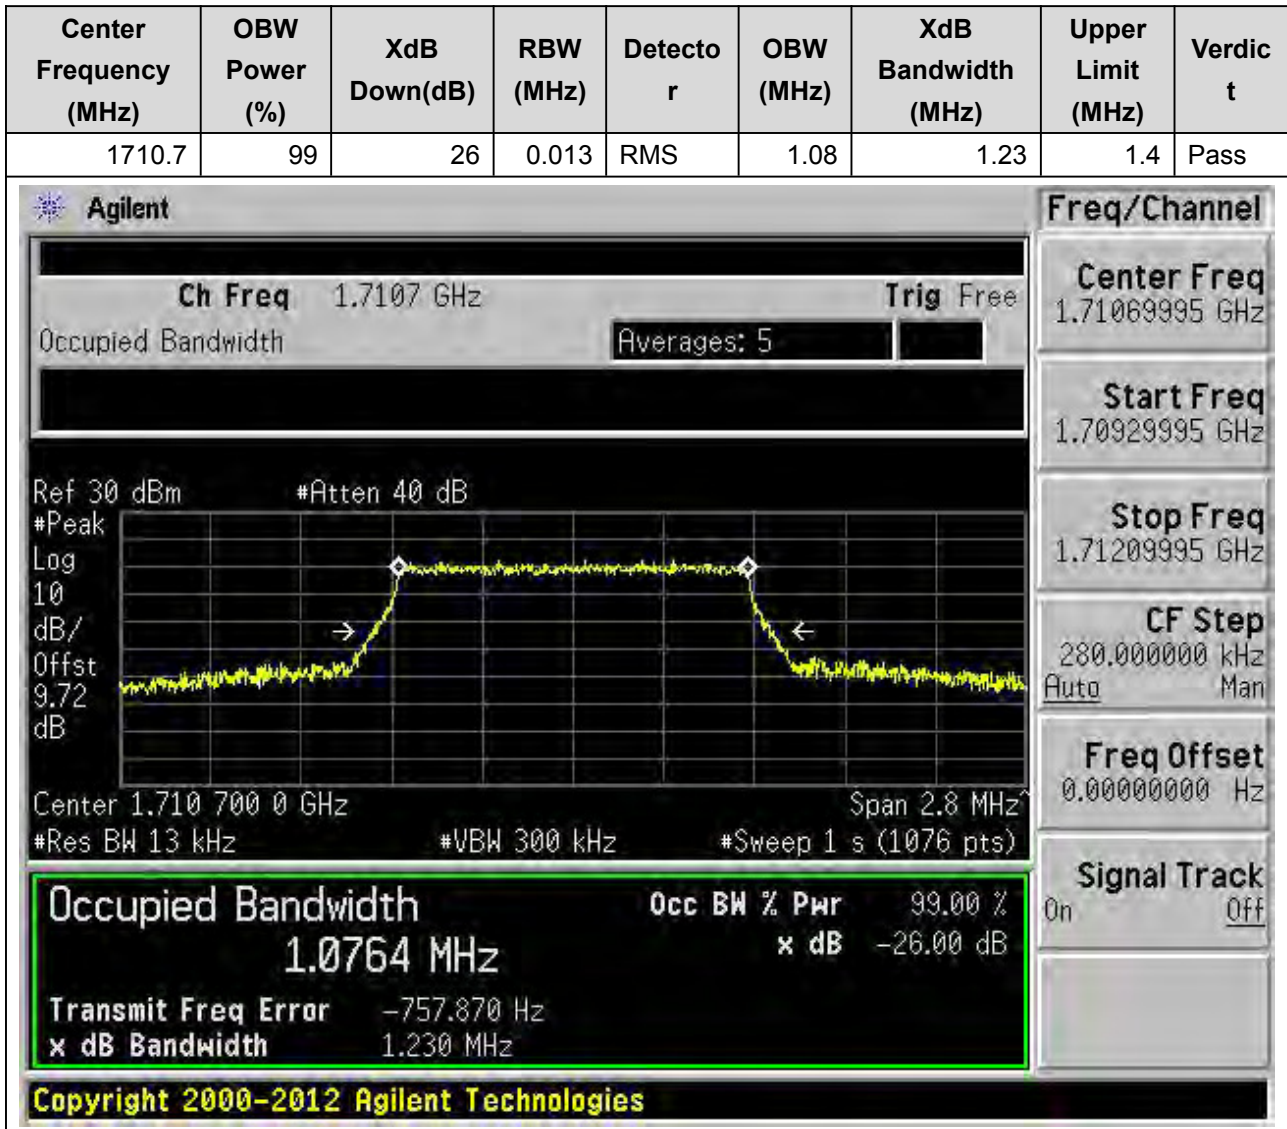 Center Frequency (MHz) OBW Power (%) XdB Down(dB) RBW (MHz) Detecto r OBW (MHz) XdB Bandwidth (MHz) Upper Limit (MHz) Verdic t
1710.7 99 26 0.013 RMS 1.08 1.23 1.4 Pass
Agilent
Freq/Channel
Ch Freq 1.7107 GHz Trig Free
Occupied Bandwidth Averages: 5
Center Freq
1.71069995 GHz
Start Freq
1.70929995 GHz
Stop Freq
1.71209995 GHz
CF Step
280.000000 kHz
Auto Man
Freq Offset
0.00000000 Hz
Signal Track
On Off
Ref 30 dBm #Atten 40 dB
#Peak
Log
10
dB/
Offst
9.72
dB
Center 1.710 700 0 GHz Span 2.8 MHz^
#Res BW 13 kHz #VBW 300 kHz #Sweep 1 s (1076 pts)
Occupied Bandwidth Occ BW % Pwr 99.00 %
1.0764 MHz x dB -26.00 dB
Transmit Freq Error -757.870 Hz
x dB Bandwidth 1.230 MHz
Copyright 2000-2012 Agilent Technologies